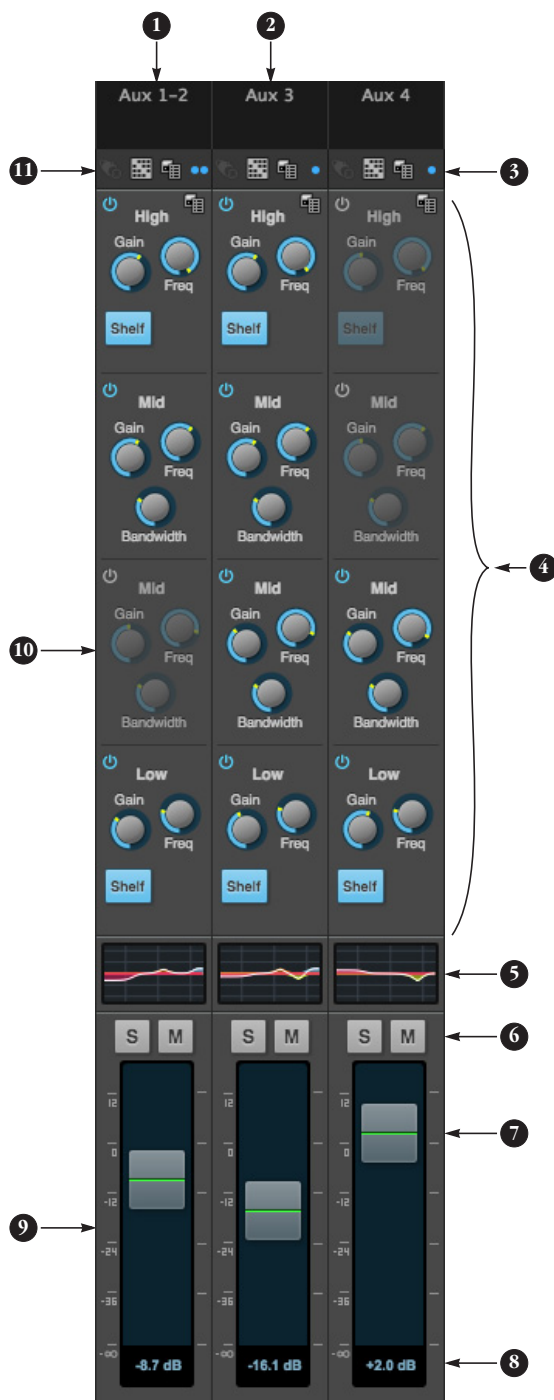 1 2
Aux 1-2 Aux 3 Aux 4
11 3
High High High
Gain Gain Gain
Freq Freq Freq
Shelf Shelf Shelf
Mid Mid Mid
Gain Gain Gain
Freq Freq Freq
Bandwidth Bandwidth Bandwidth
4
Mid Mid Mid
Gain Gain Gain
10
Freq Freq Freq
Bandwidth Bandwidth Bandwidth
Low Low Low
Gain Gain Gain
Freq Freq Freq
Shelf Shelf Shelf
5
S M S M S M 6
12 12 12
7
0 0 0
-12 -12 -12
9
-24 -24 -24
-36 -36 -36
-∞ -∞ -∞
-8.7 dB -16.1 dB +2.0 dB 8